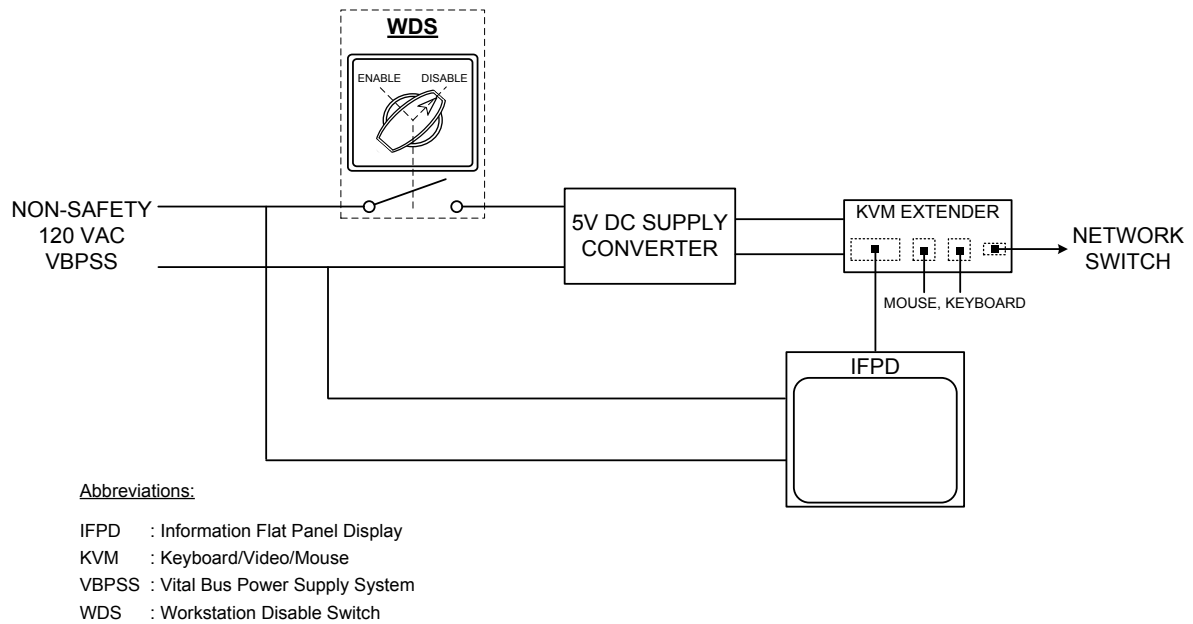 WDS
ENABLE DISABLE
NON-SAFETY
120 VAC
VBPSS
5V DC SUPPLY
CONVERTER
KVM EXTENDER
NETWORK
SWITCH
MOUSE, KEYBOARD
IFPD
Abbreviations:
IFPD : Information Flat Panel Display
KVM : Keyboard/Video/Mouse
VBPSS : Vital Bus Power Supply System
WDS : Workstation Disable Switch